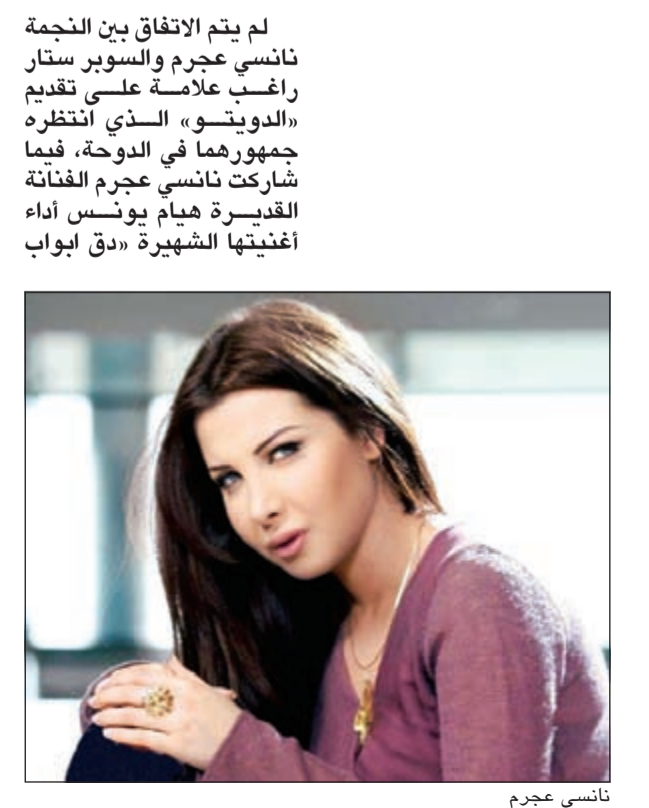 لم يتم الاتفاق بين النجمة
نانسي عجرم والسوبر ستار
راغب علامة على تقديم
«الدويتو» الذي انتظره
جمهورهما في الدوحة، فيما
شاركت نانسي عجرم الفنانة
القديرة هيام يونس أداء
أغنيتها الشهيرة «دق ابواب
نانسي عجرم